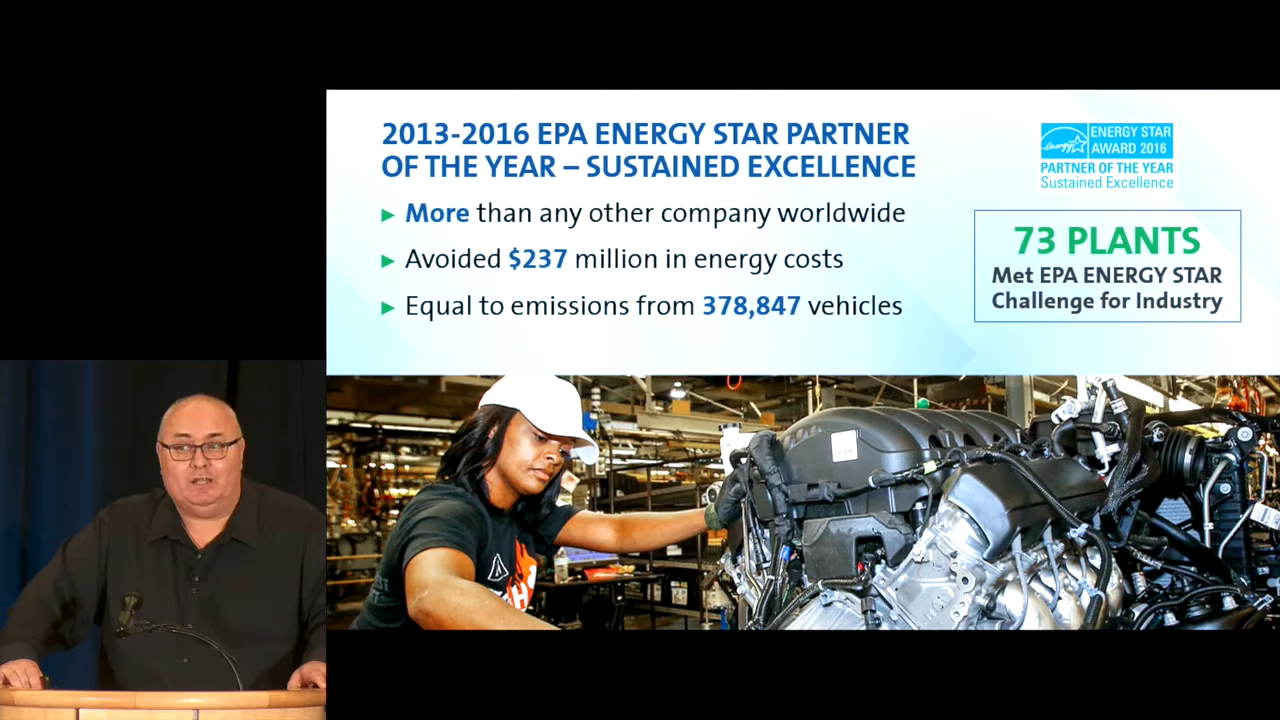 2013-2016 EPA ENERGY STAR PARTNER
OF THE YEAR – SUSTAINED EXCELLENCE
More than any other company worldwide
Avoided $237 million in energy costs
Equal to emissions from 378,847 vehicles
energy
ENERGY STAR
AWARD 2016
PARTNER OF THE YEAR
Sustained Excellence
73 PLANTS
Met EPA ENERGY STAR
Challenge for Industry